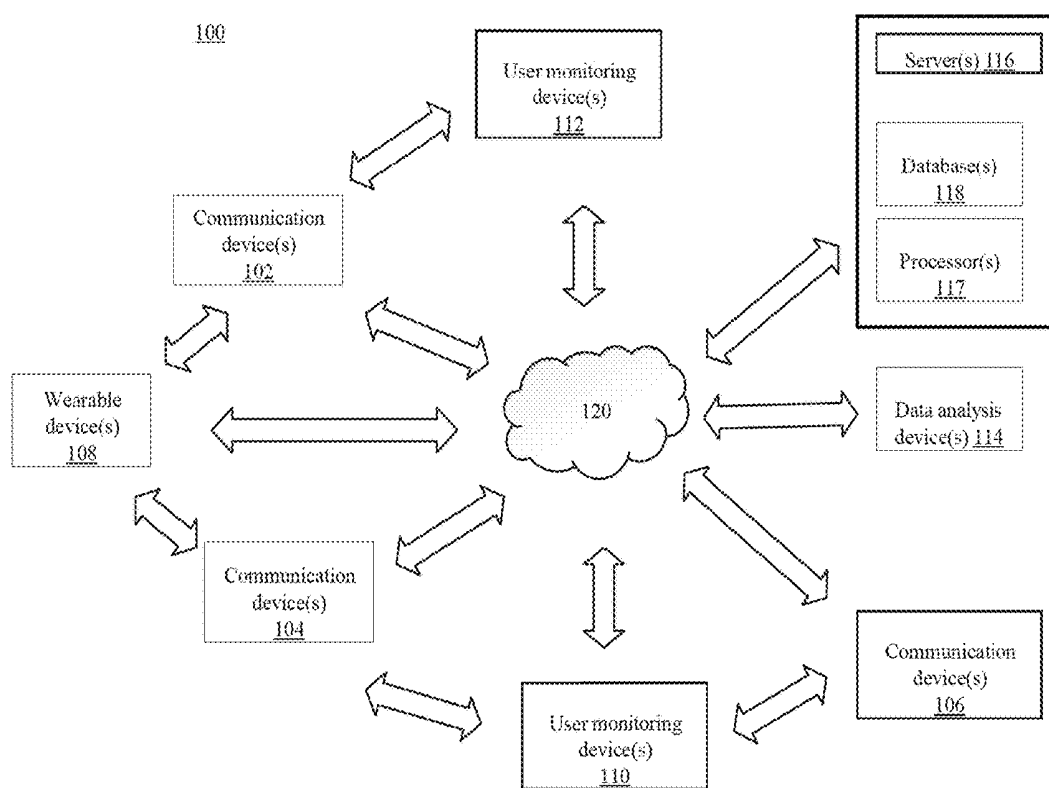 100
User monitoring
device(s)
112
Server(s) 116
Database(s)
118
Processor(s)
117
Communication
device(s)
102
Wearable
device(s)
108
120
Data analysis
device(s) 114
Communication
device(s)
104
Communication
device(s)
106
User monitoring
device(s)
110